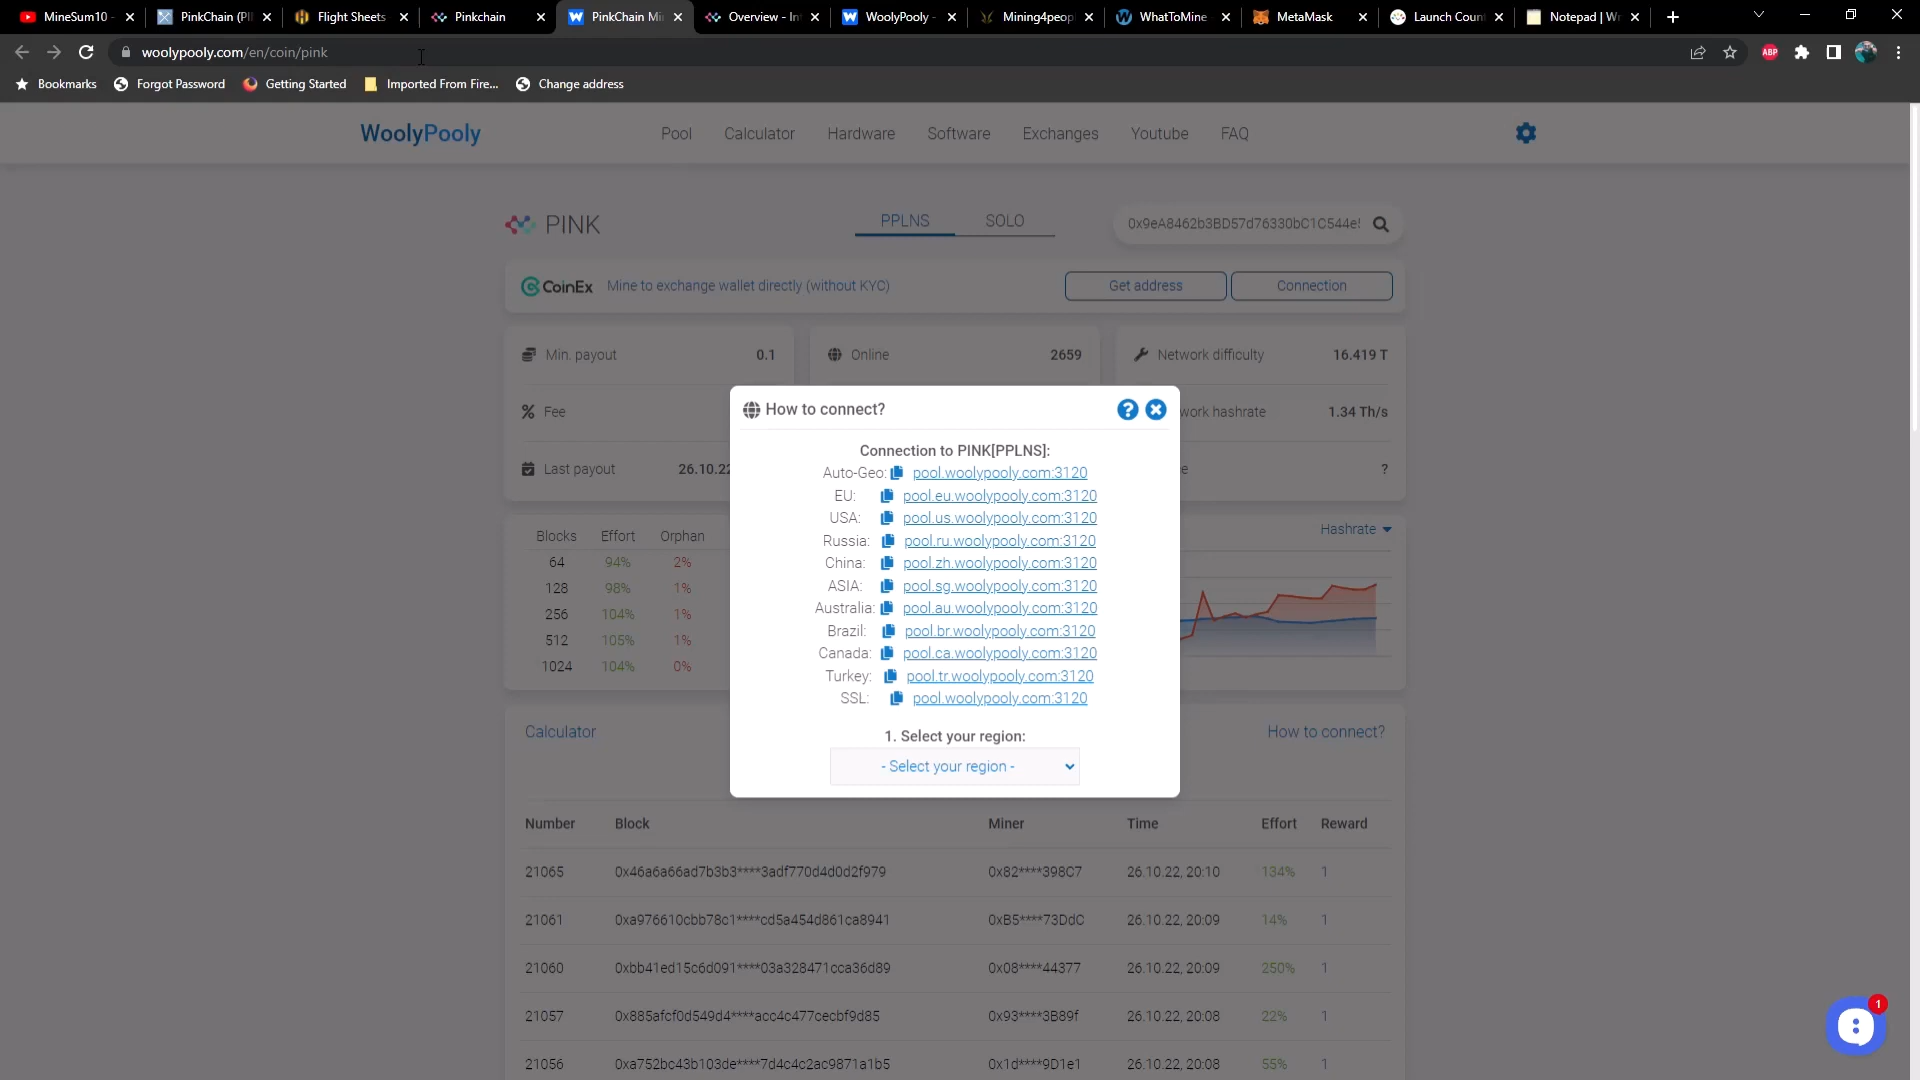 MineSum10 -
PinkChain (PI
Flight Sheets
Pinkchain
PinkChain Mi
Overview - In
WoolyPooly -
Mining4peop
WhatToMine
MetaMask
Launch Coun
Notepad | W
woolypooly.com/en/coin/pink
ABP
Bookmarks
Forgot Password
Getting Started
Imported From Fire...
Change address
WoolyPooly
Pool
Calculator
Hardware
Software
Exchanges
Youtube
FAQ
PINK
PPLNS
SOLO
0x9eA8462b3BD57d76330bC1C544e!
CoinEx
Mine to exchange wallet directly (without KYC)
Get address
Connection
Min. payout 0.1
Online 2659
Network difficulty 16.419 T
How to connect?
Fee
work hashrate 1.34 Th/s
Connection to PINK[PPLNS]:
Last payout 26.10.22
e ?
Auto-Geo: pool.woolypooly.com:3120
EU: pool.eu.woolypooly.com:3120
USA: pool.us.woolypooly.com:3120
Russia: pool.ru.woolypooly.com:3120
China: pool.zh.woolypooly.com:3120
ASIA: pool.sg.woolypooly.com:3120
Australia: pool.au.woolypooly.com:3120
Brazil: pool.br.woolypooly.com:3120
Canada: pool.ca.woolypooly.com:3120
Turkey: pool.tr.woolypooly.com:3120
SSL: pool.woolypooly.com:3120
1. Select your region:
- Select your region -
Blocks Effort Orphan
64 94% 2%
128 98% 1%
256 104% 1%
512 105% 1%
1024 104% 0%
Hashrate
Calculator
How to connect?
Number Block Miner Time Effort Reward
21065 0x46a6a66ad7b3b3****3adf770d4d0d2f979 0x82****398C7 26.10.22, 20:10 134% 1
21061 0xa976610cbb78c1****cd5a454d861ca8941 0xB5****73DdC 26.10.22, 20:09 14% 1
21060 0xbb41ed15c6d091****03a328471cca36d89 0x08****44377 26.10.22, 20:09 250% 1
21057 0x885afcf0d549d4****acc4c477cecbf9d85 0x93****3B89f 26.10.22, 20:08 22% 1
21056 0xa752bc43b103de****7d4c4c2ac9871a1b5 0x1d****9D1e1 26.10.22, 20:08 55% 1
1